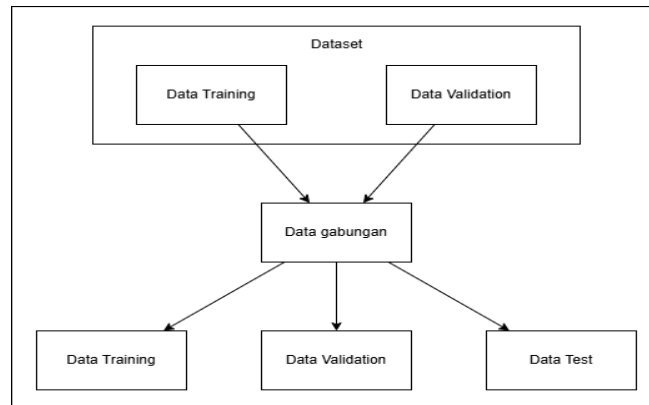 Dataset
Data Training
Data Validation
Data gabungan
Data Training
Data Validation
Data Test